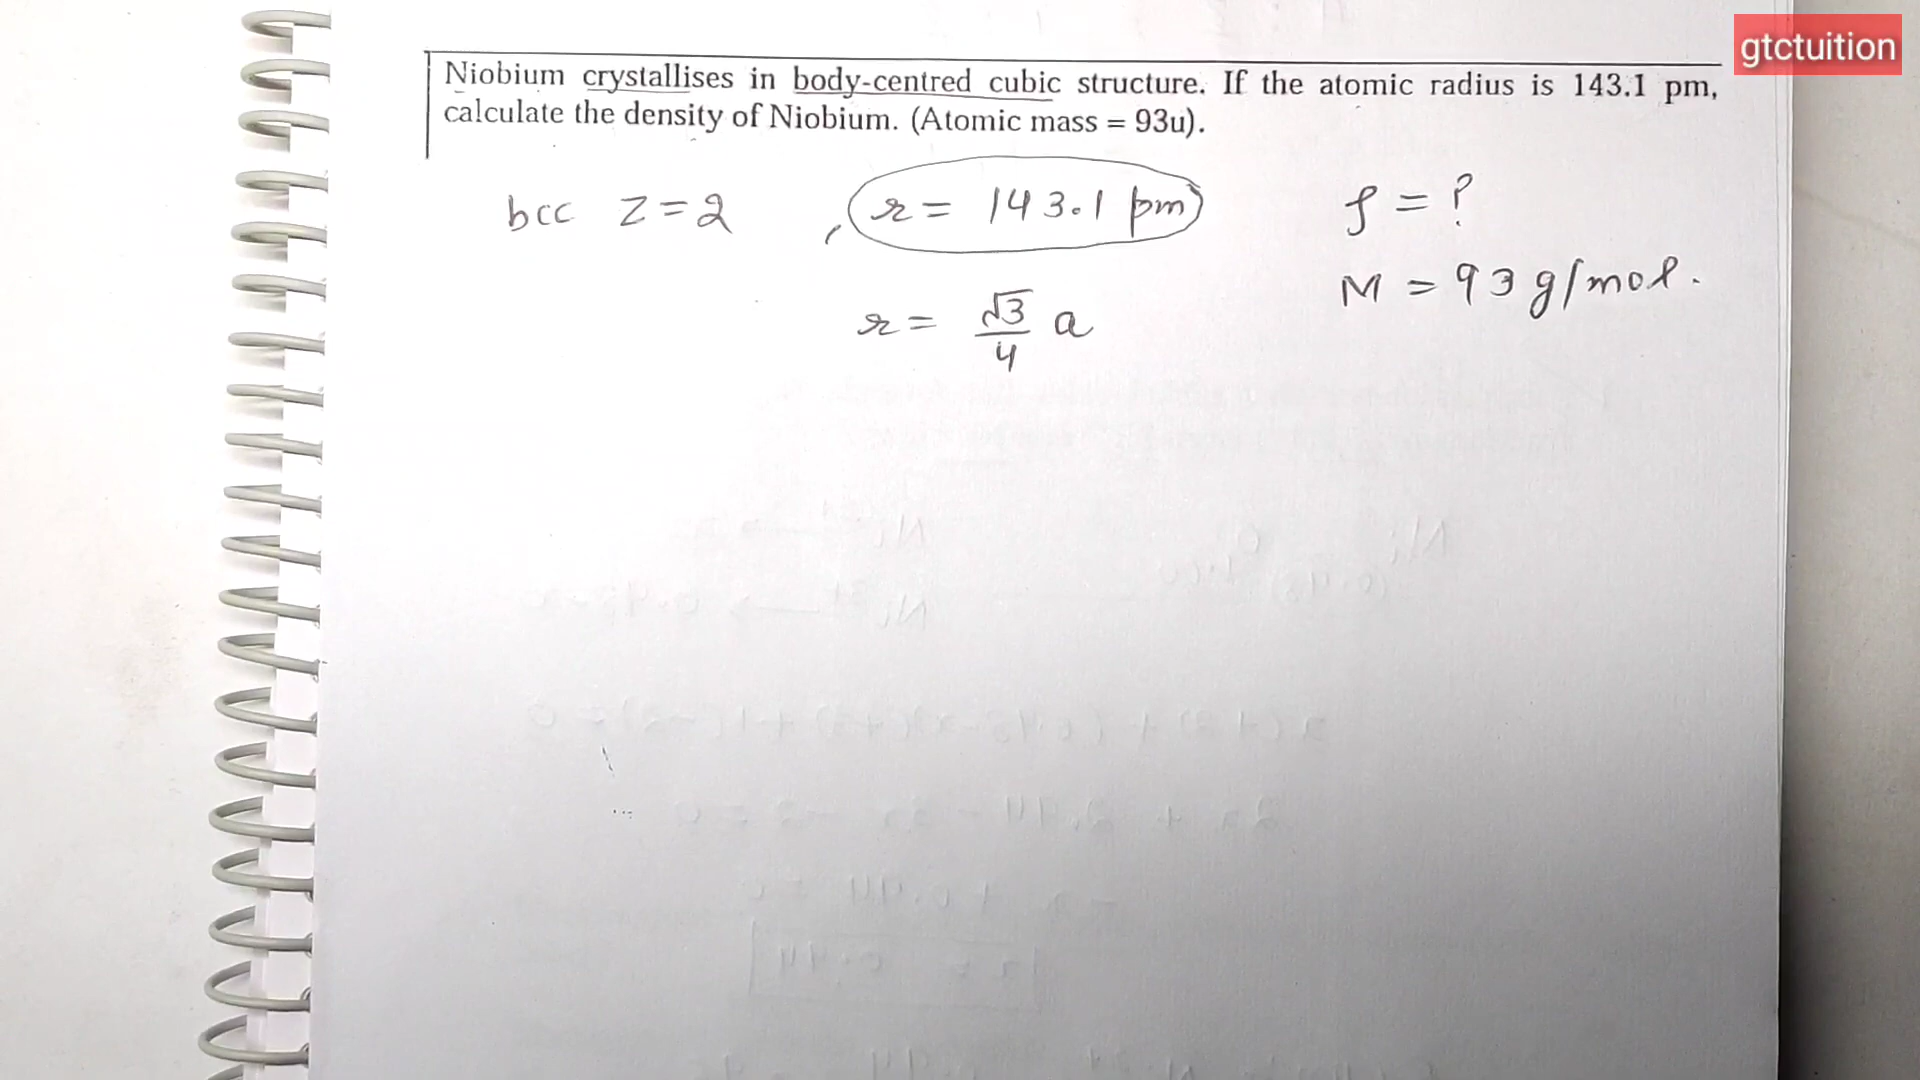 gtctuition
Niobium crystallises in body-centred cubic structure. If the atomic radius is 143.1 pm,
calculate the density of Niobium. (Atomic mass = 93u).
bcc Z = 2 , r = 143.1 pm ρ = ?
M = 93 g/mol.
r = √3/4 a